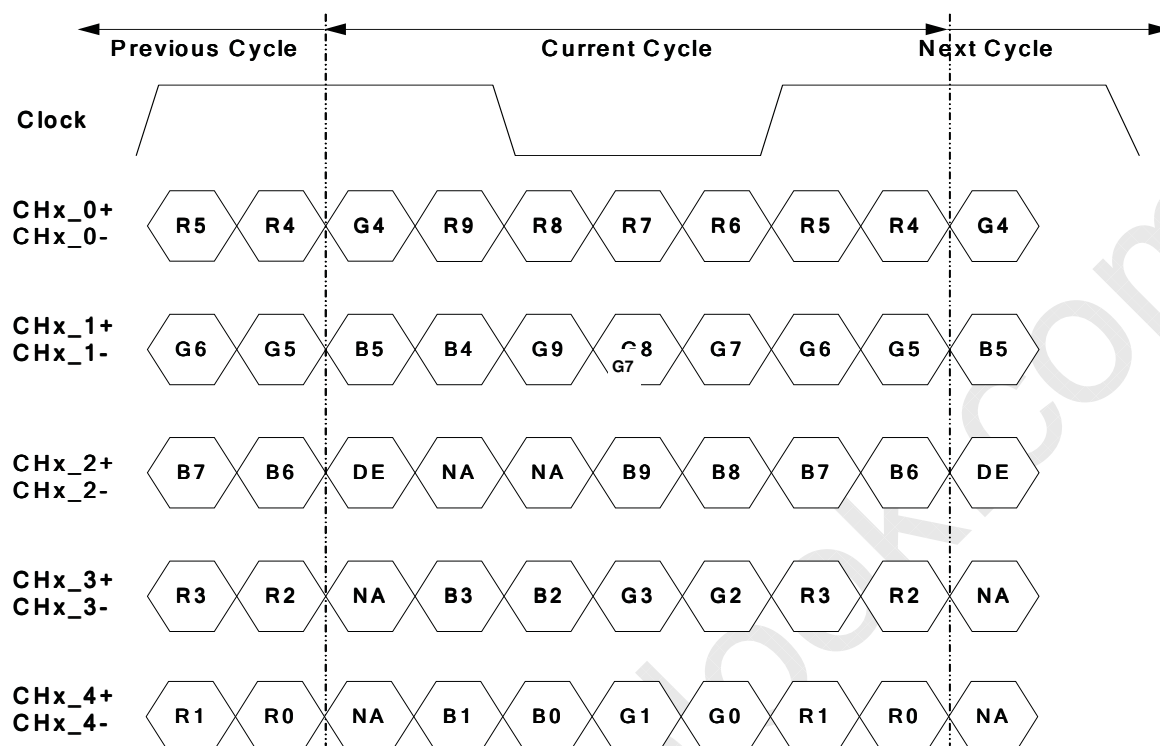 Previous Cycle Current Cycle Next Cycle
Clock
CHx_0+
CHx_0-
R5 R4 G4 R9 R8 R7 R6 R5 R4 G4
CHx_1+
CHx_1-
G6 G5 B5 B4 G9 G8 G7 G6 G5 B5
G7
CHx_2+
CHx_2-
B7 B6 DE NA NA B9 B8 B7 B6 DE
CHx_3+
CHx_3-
R3 R2 NA B3 B2 G3 G2 R3 R2 NA
CHx_4+
CHx_4-
R1 R0 NA B1 B0 G1 G0 R1 R0 NA
look.com